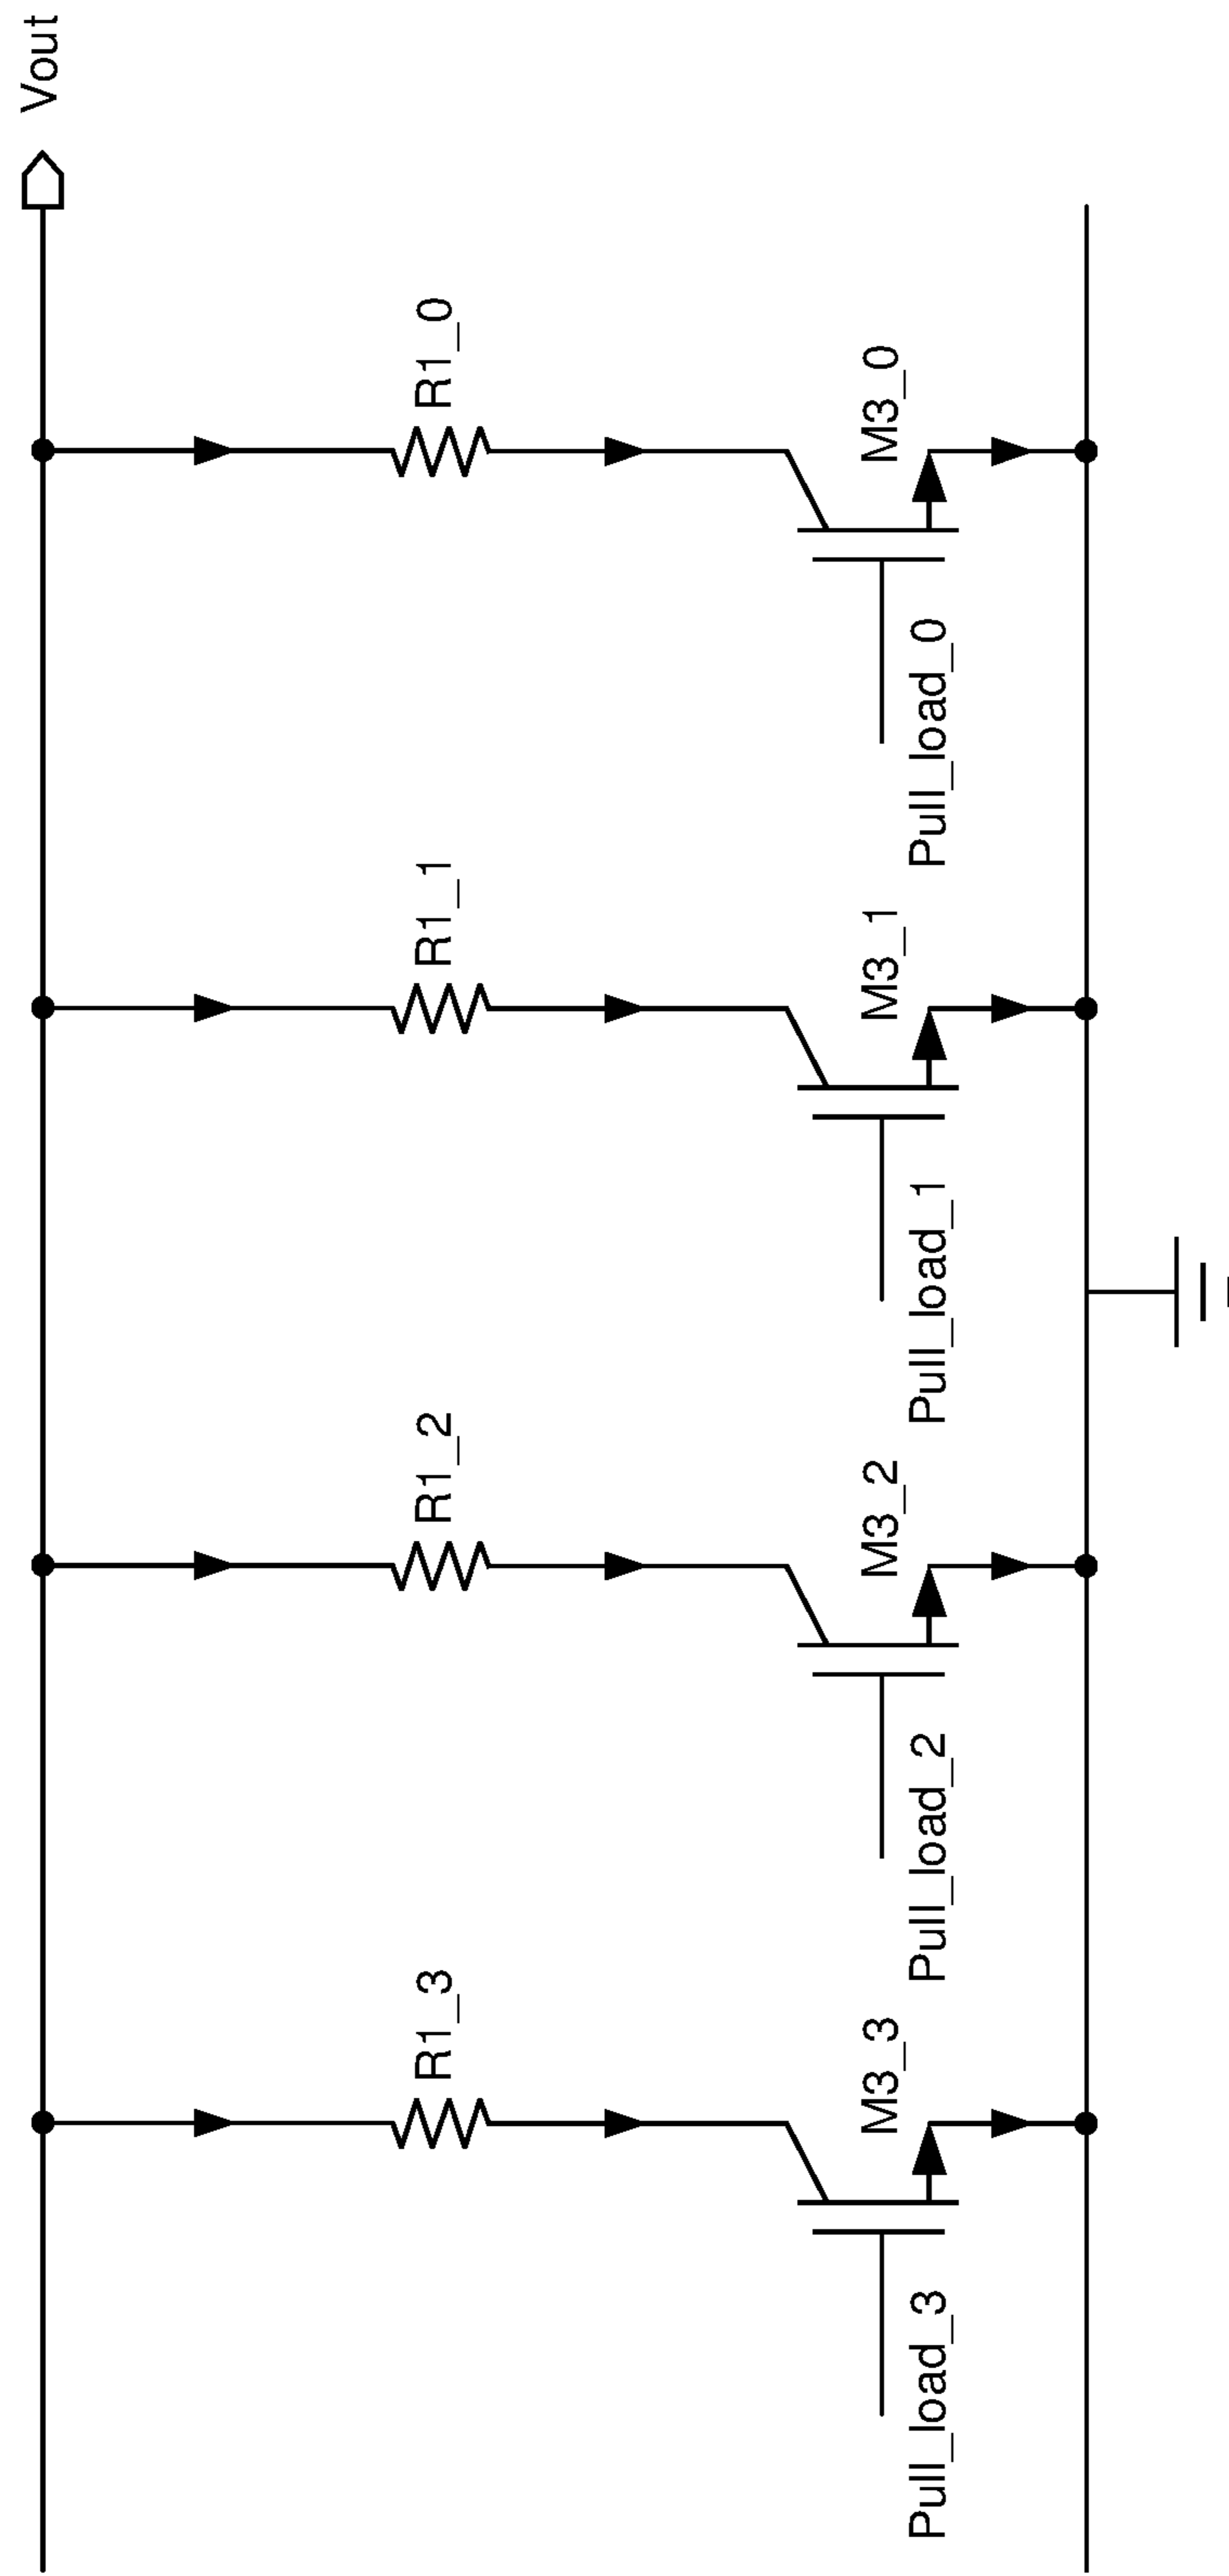 Vout
R1_3
R1_2
R1_1
R1_0
M3_3
M3_2
M3_1
M3_0
Pull_load_3
Pull_load_2
Pull_load_1
Pull_load_0